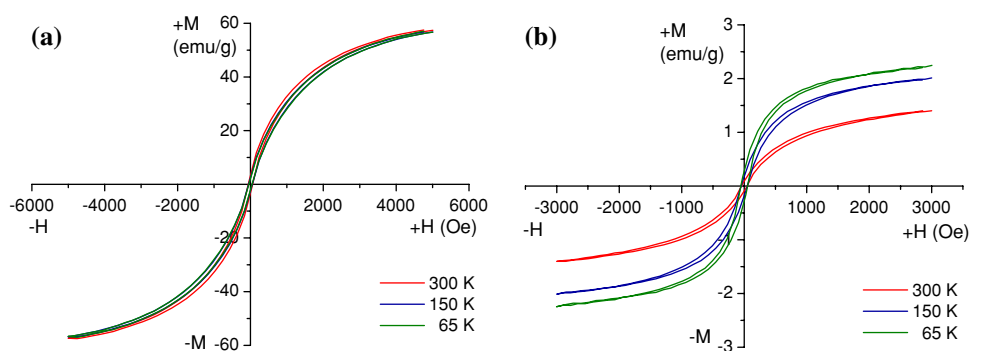 (a)
+M
(emu/g)
60
40
20
-6000 -4000 -2000 2000 4000 6000
-H
+H (Oe)
-20
-40
-M -60
300 K
150 K
65 K
(b)
+M
(emu/g)
3
2
1
-3000 -2000 -1000 1000 2000 3000
-H
+H (Oe)
-1
-2
-M
-3
300 K
150 K
65 K